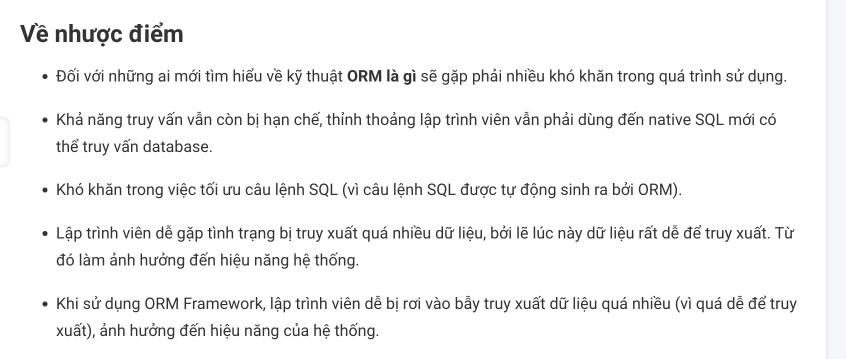 Về nhược điểm
• Đối với những ai mới tìm hiểu về kỹ thuật ORM là gì sẽ gặp phải nhiều khó khăn trong quá trình sử dụng.
• Khả năng truy vấn vẫn còn bị hạn chế, thỉnh thoảng lập trình viên vẫn phải dùng đến native SQL mới có
thể truy vấn database.
• Khó khăn trong việc tối ưu câu lệnh SQL (vì câu lệnh SQL được tự động sinh ra bởi ORM).
• Lập trình viên dễ gặp tình trạng bị truy xuất quá nhiều dữ liệu, bởi lẽ lúc này dữ liệu rất dễ để truy xuất. Từ
đó làm ảnh hưởng đến hiệu năng hệ thống.
• Khi sử dụng ORM Framework, lập trình viên dễ bị rơi vào bẫy truy xuất dữ liệu quá nhiều (vì quá dễ để truy
xuất), ảnh hưởng đến hiệu năng của hệ thống.